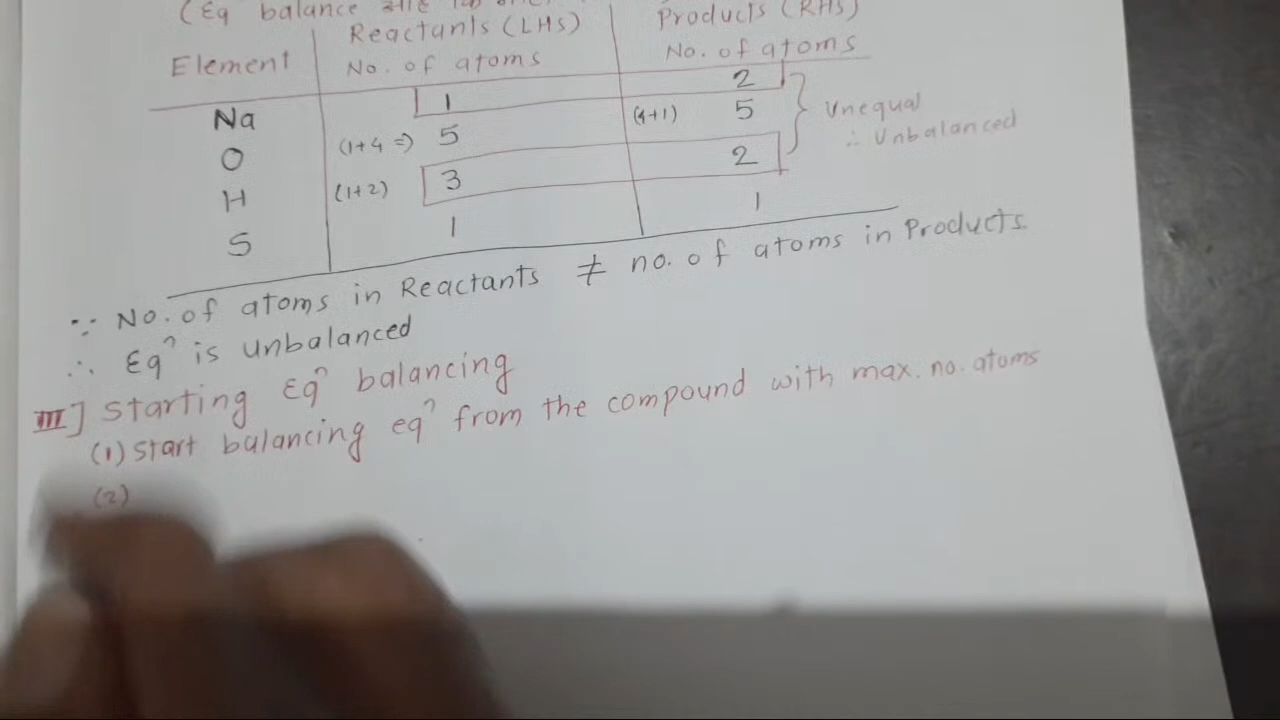 (Eq balance आहे
Reactants (LHS) Products (RHS)
Element No. of atoms No. of atoms
Na 1 2
O (1+4 =) 5 (4+1) 5
H (1+2) 3 2
S 1 1
Unequal
∴ Unbalanced
∵ No. of atoms in Reactants ≠ no. of atoms in Products
∴ Eqⁿ is unbalanced
III] Starting Eqⁿ balancing
(1) Start balancing eqⁿ from the compound with max. no. atoms
(2)